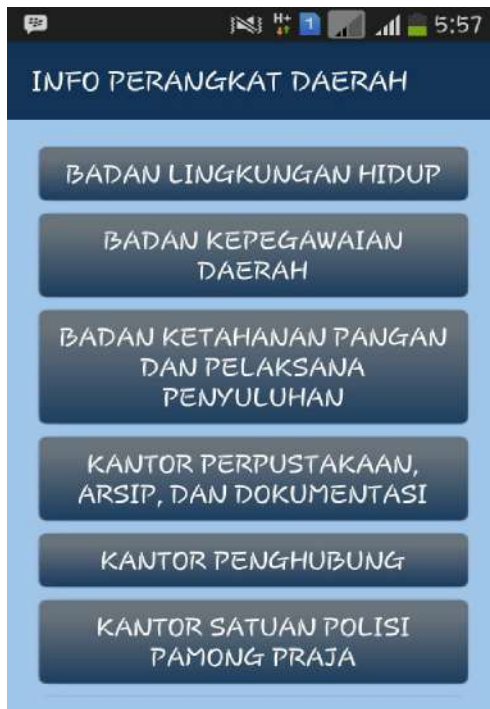 H+ 1 5:57
INFO PERANGKAT DAERAH
BADAN LINGKUNGAN HIDUP
BADAN KEPEGAWAIAN
DAERAH
BADAN KETAHANAN PANGAN
DAN PELAKSANA
PENYULUHAN
KANTOR PERPUSTAKAAN,
ARSIP, DAN DOKUMENTASI
KANTOR PENGHUBUNG
KANTOR SATUAN POLISI
PAMONG PRAJA